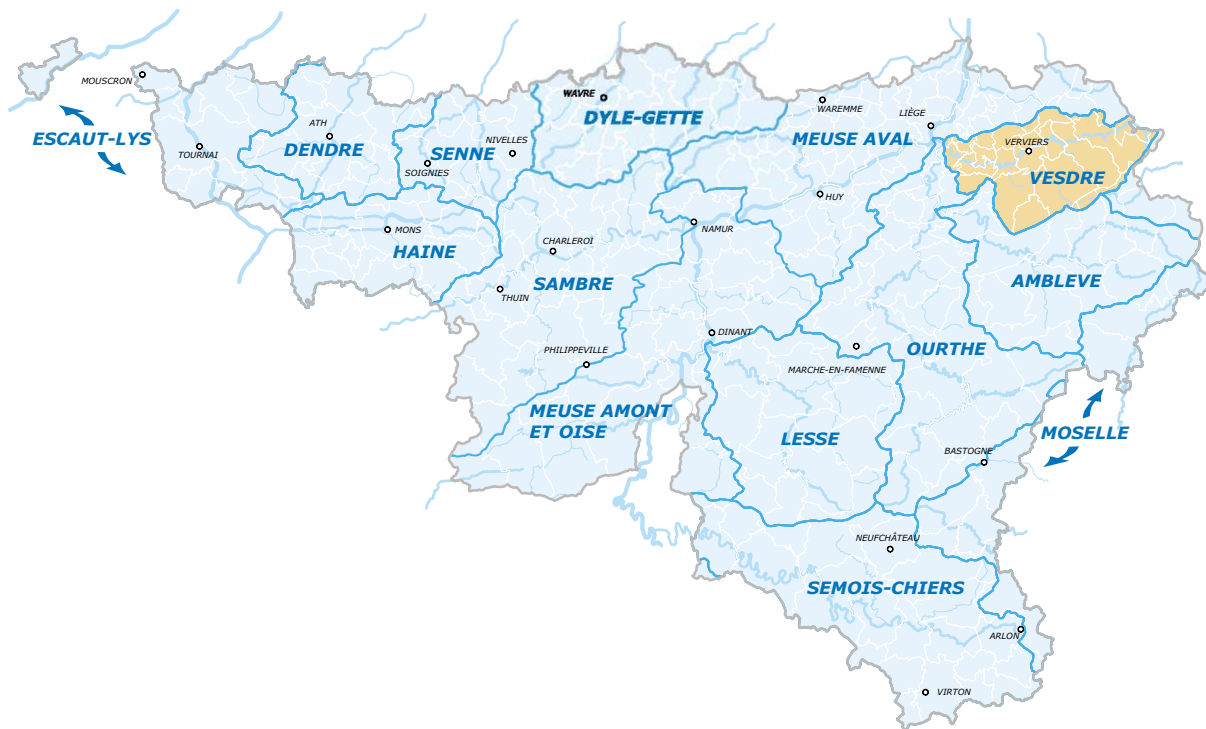 MOUSCRON
ESCAUT-LYS
TOURNAI
ATH
DENDRE
SENNE
SOIGNIES
NIVELLES
WAVRE
DYLE-GETTE
WAREMME
LIÈGE
MEUSE AVAL
VERVIERS
VESDRE
HUY
MONS
HAINE
CHARLEROI
NAMUR
SAMBRE
THUIN
AMBLEVE
DINANT
PHILIPPEVILLE
OURTHE
MARCHE-EN-FAMENNE
MEUSE AMONT
ET OISE
LESSE
MOSELLE
BASTOGNE
NEUFCHÂTEAU
SEMOIS-CHIERS
ARLON
VIRTON